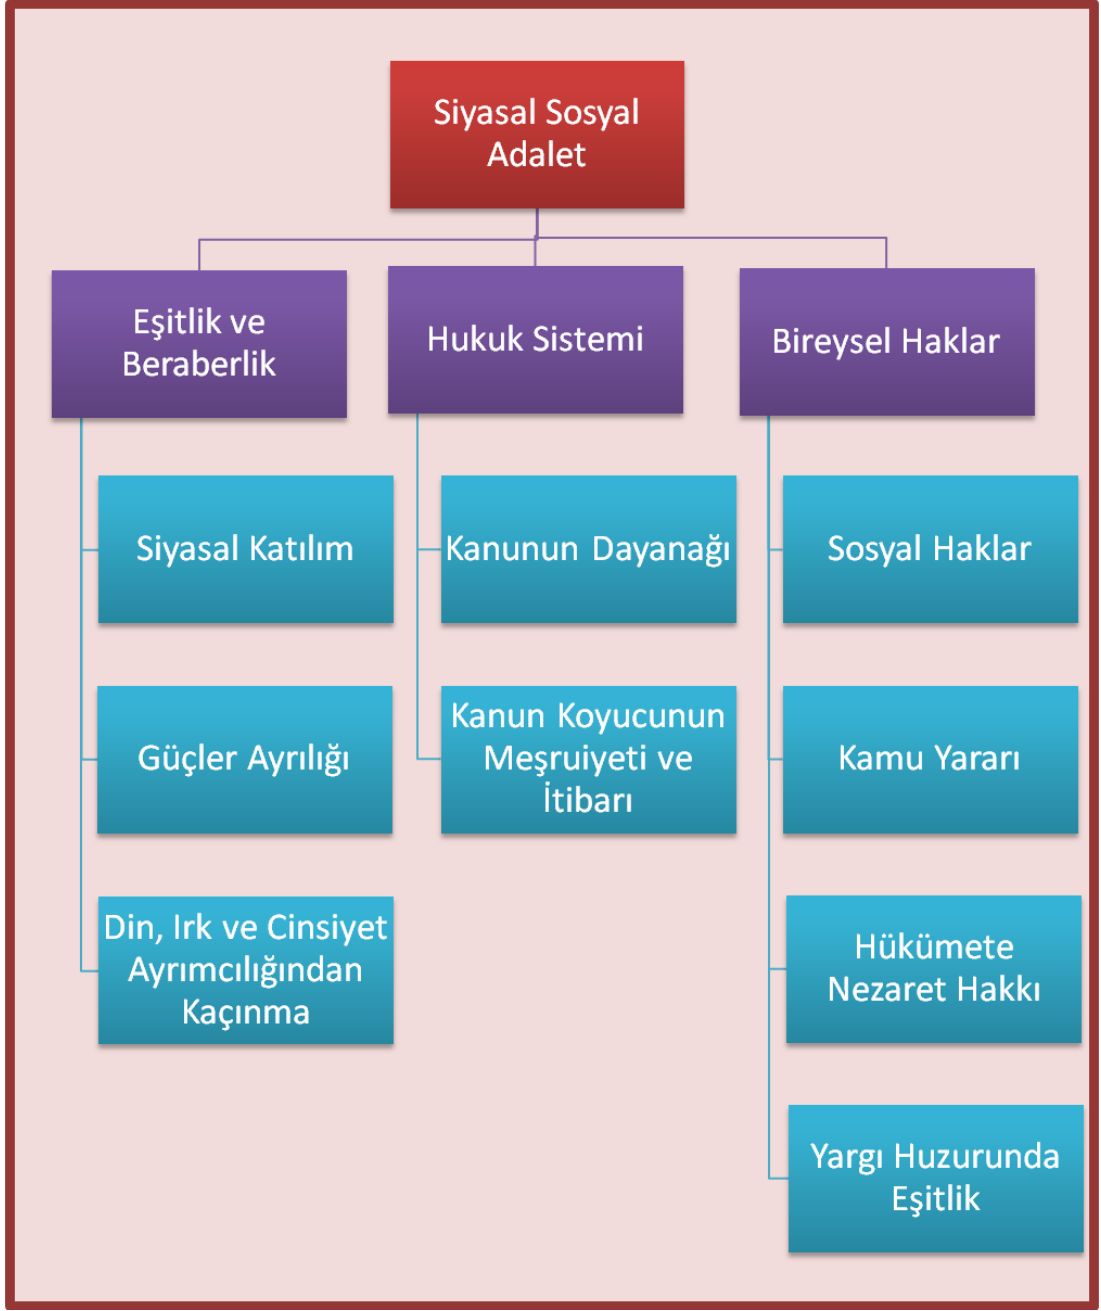 Siyasal Sosyal
Adalet
Eşitlik ve
Beraberlik
Siyasal Katılım
Güçler Ayrılığı
Din, Irk ve Cinsiyet
Ayrımcılığından
Kaçınma
Hukuk Sistemi
Kanunun Dayanağı
Kanun Koyucunun
Meşruiyeti ve
İtibarı
Bireysel Haklar
Sosyal Haklar
Kamu Yararı
Hükümete
Nezaret Hakkı
Yargı Huzurunda
Eşitlik